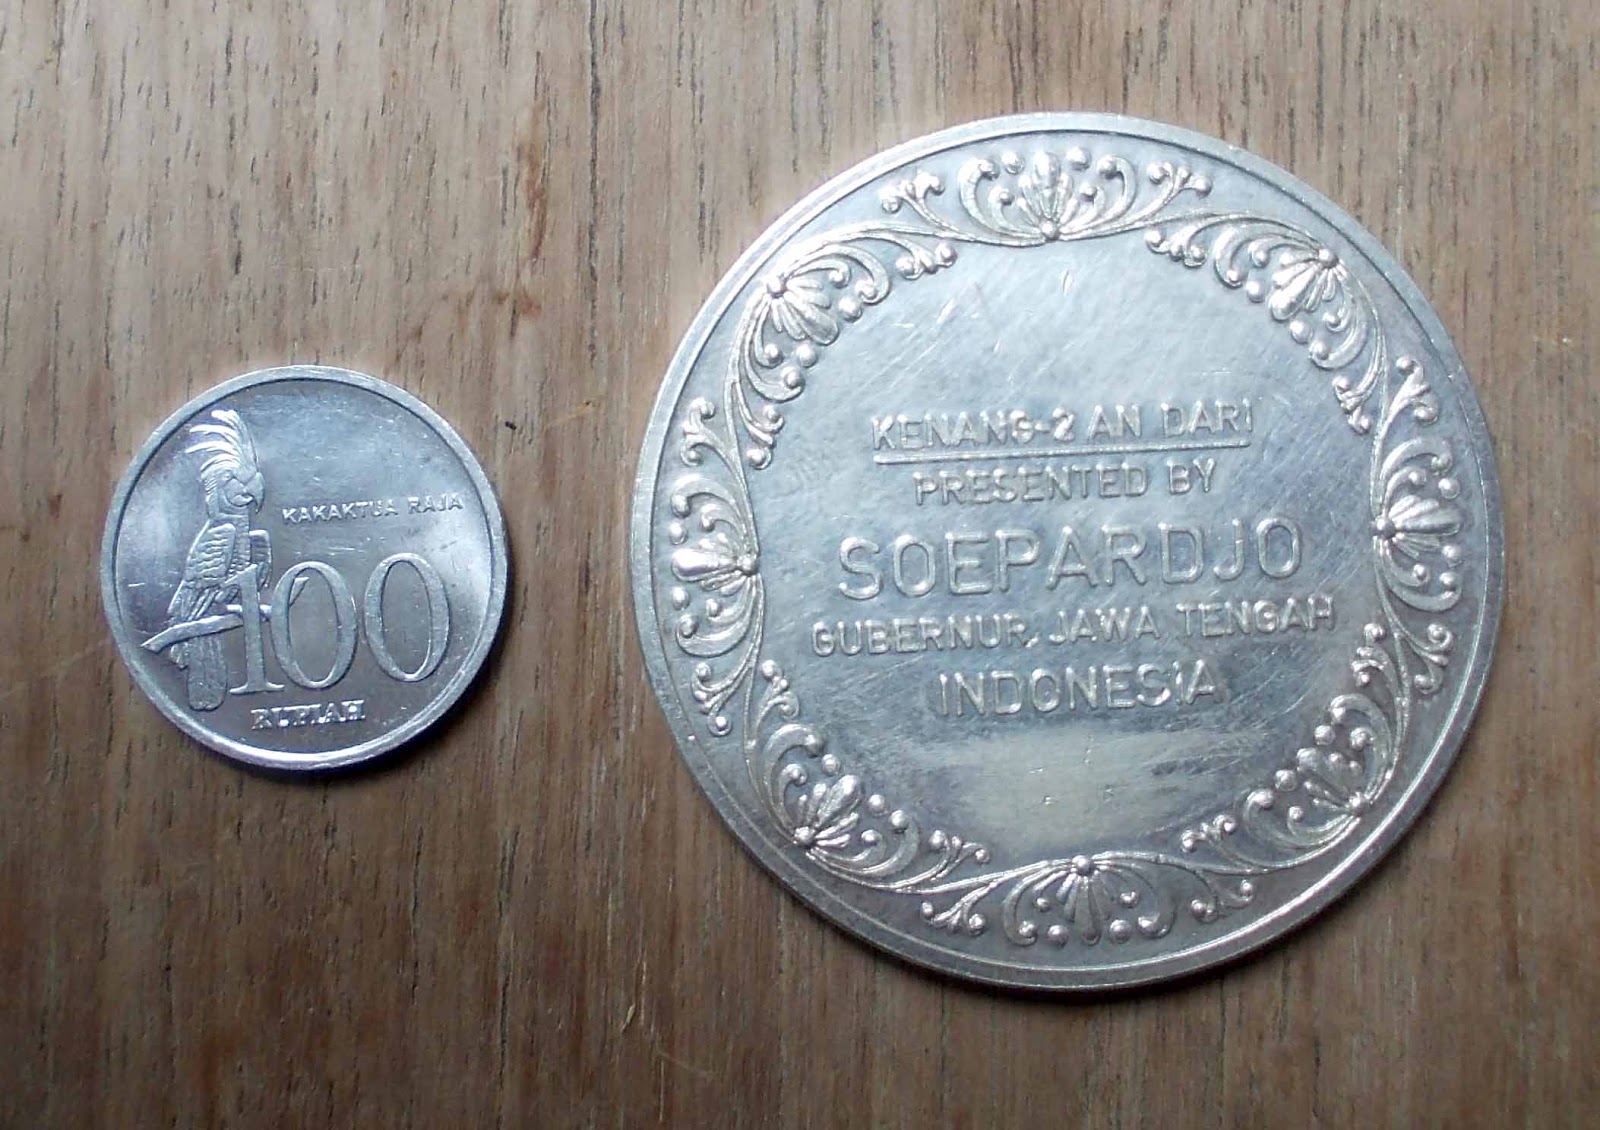 KAKAKTUA RAJA
100
RUPIAH
KENANG-2 AN DARI
PRESENTED BY
SOEPARDJO
GUBERNUR JAWA TENGAH
INDONESIA